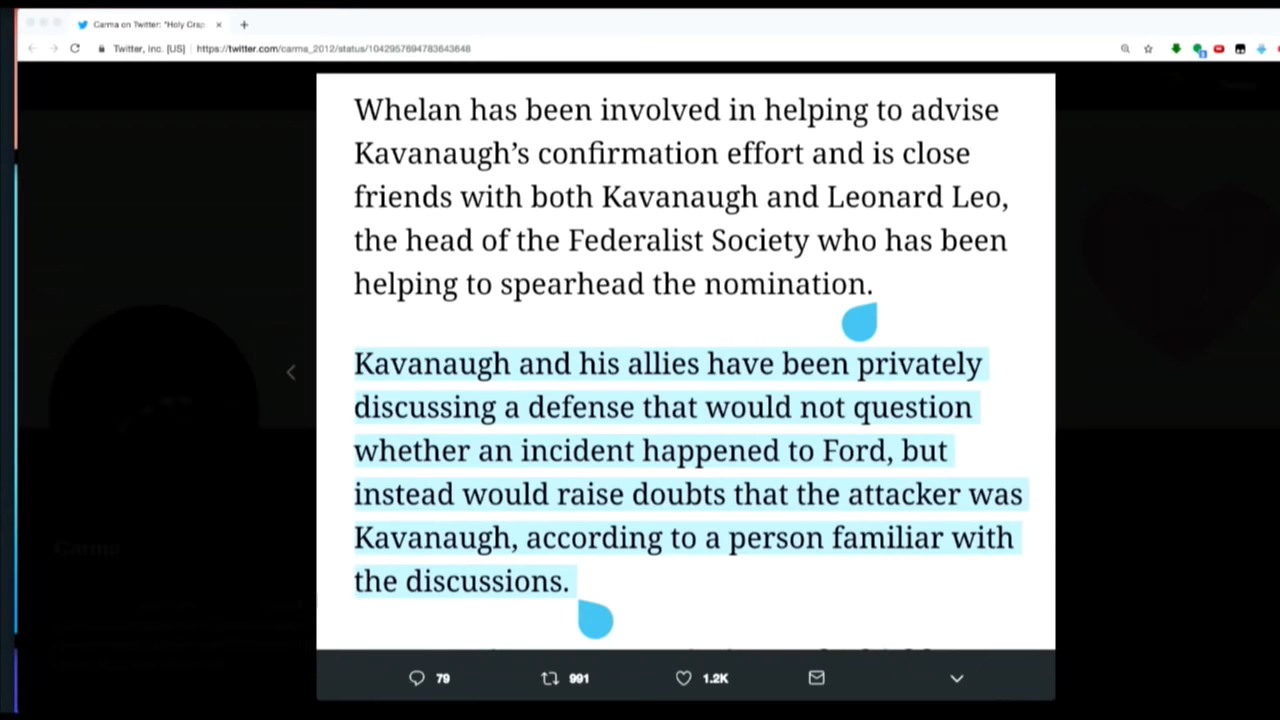 Carma on Twitter: "Holy Crap
Twitter, Inc. [US]
https://twitter.com/carma_2012/status/1042957694783643648
Whelan has been involved in helping to advise
Kavanaugh's confirmation effort and is close
friends with both Kavanaugh and Leonard Leo,
the head of the Federalist Society who has been
helping to spearhead the nomination.
Kavanaugh and his allies have been privately
discussing a defense that would not question
whether an incident happened to Ford, but
instead would raise doubts that the attacker was
Kavanaugh, according to a person familiar with
the discussions.
Carma
79
991
1.2K